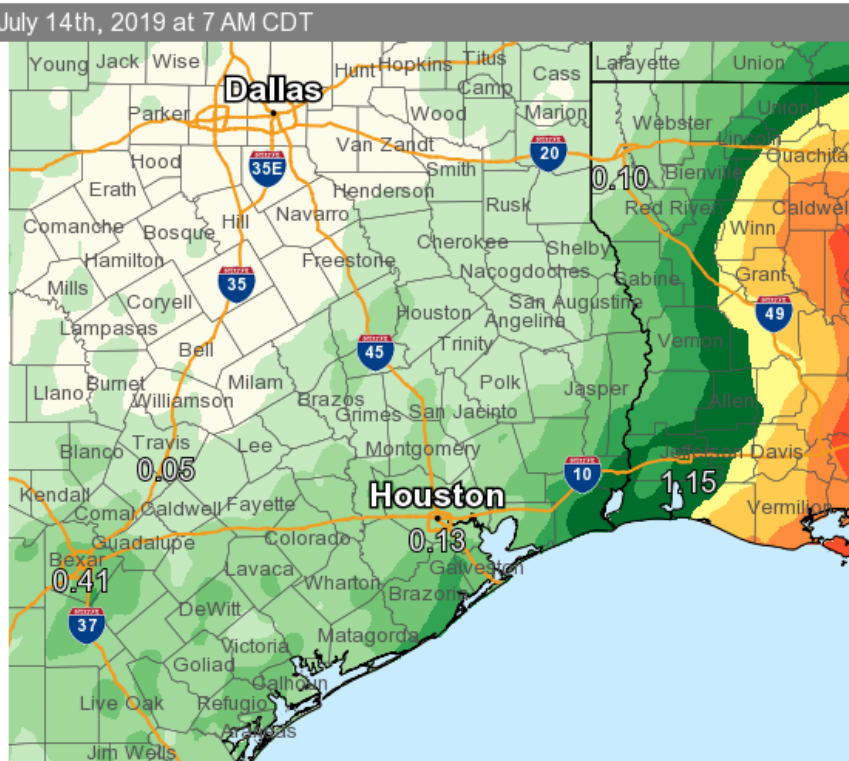 July 14th, 2019 at 7 AM CDT
Young Jack Wise Hunt Hopkins Titus Cass Lafayette Union
Dallas Camp
Parker Wood Marion Webster Union
Van Zandt Lincoln
Hood 35E Smith 20 0.10 Bienville Ouachita
Erath Henderson
Rusk Red River Caldwel
Comanche Bosque Hill Navarro Winn
Hamilton Freestone Cherokee Shelby
Mills 35 Nacogdoches Sabine Grant
Coryell Houston San Augustine 49
Lampasas Angelina
Bell 45 Trinity Vernon
Llano Burnet Milam Polk Jasper
Williamson Brazos Allen
Grimes San Jacinto
Travis Lee Montgomery Jefferson Davis
Blanco
0.05 10 1.15
Kendall Houston
Comal Caldwell Fayette Vermilion
Guadalupe Colorado 0.13
Bexar Lavaca Galveston
0.41 Wharton Brazoria
37 DeWitt
Victoria Matagorda
Goliad
Calhoun
Live Oak Refugio
Aransas
Jim Wells